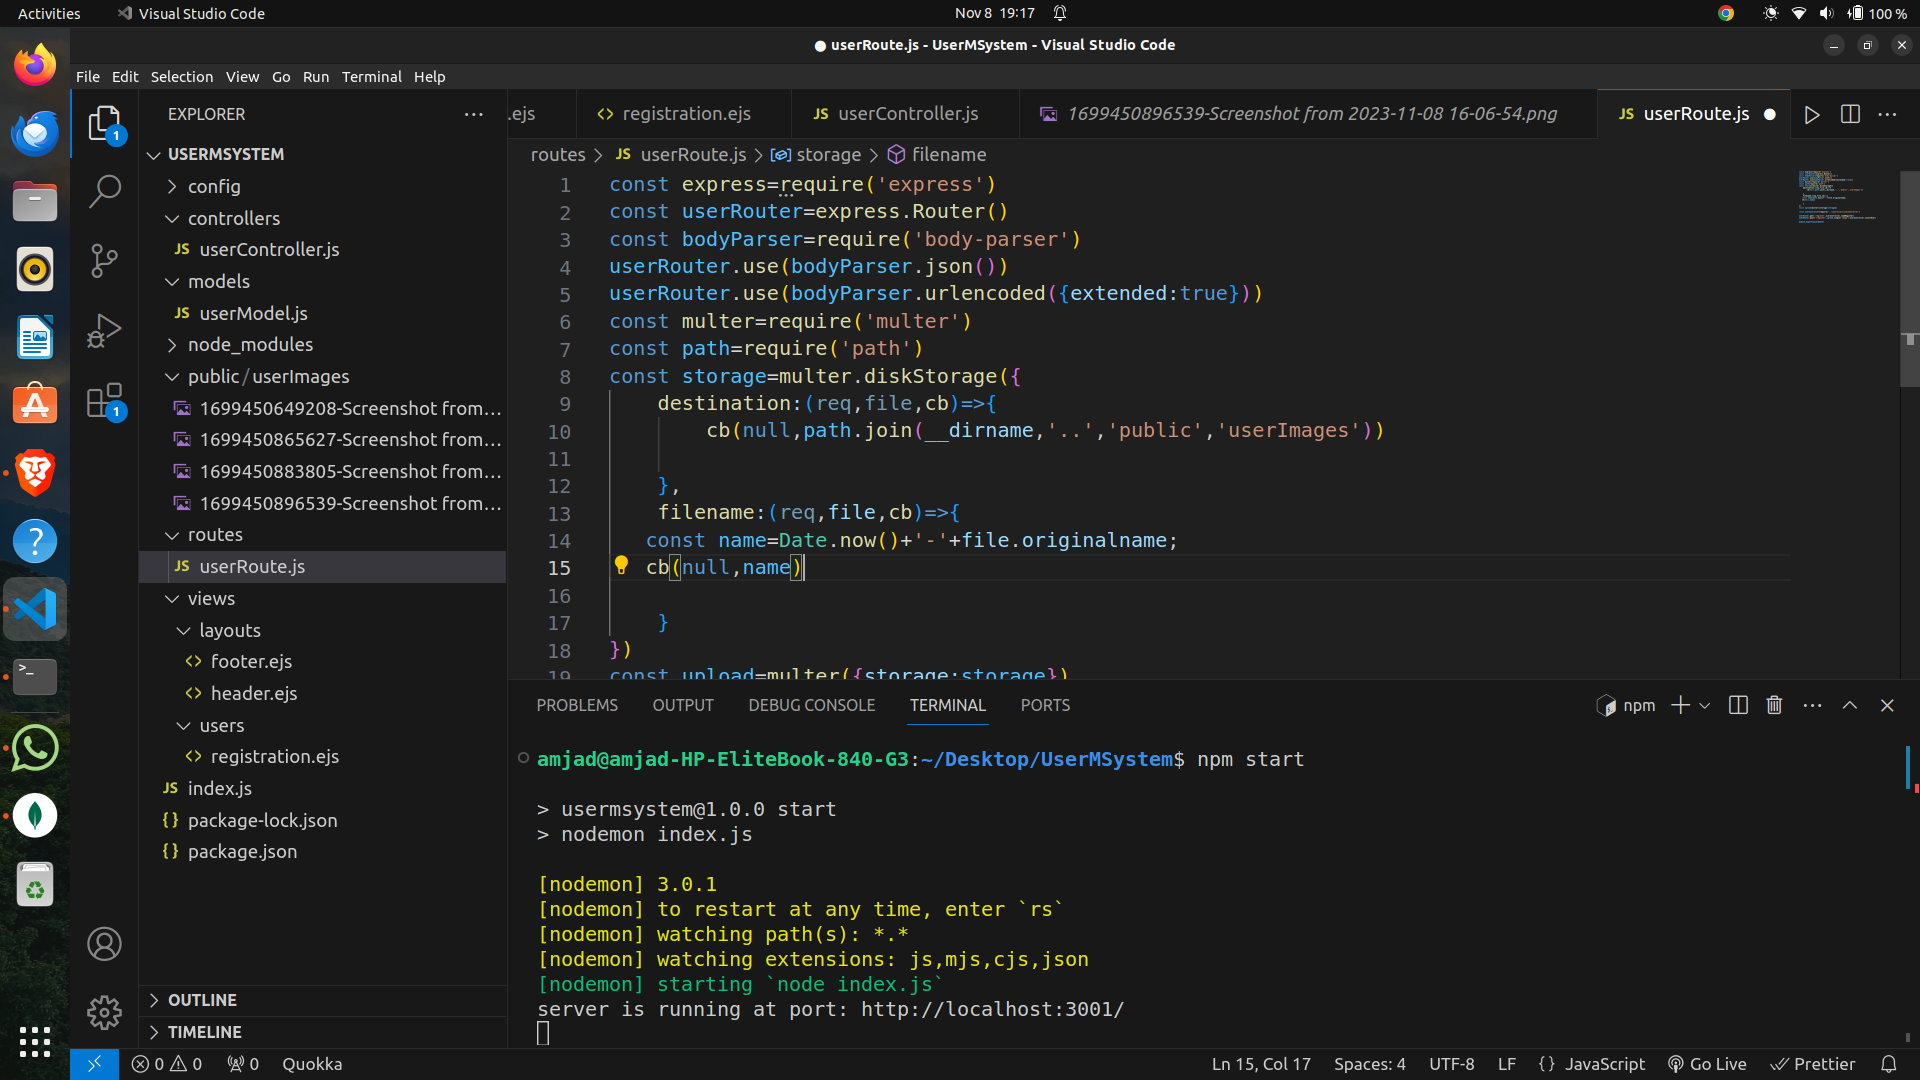 Activities
Visual Studio Code
Nov 8 19:17
100 %
● userRoute.js - UserMSystem - Visual Studio Code
File Edit Selection View Go Run Terminal Help
1
1
EXPLORER
USERMSYSTEM
config
controllers
JS userController.js
models
JS userModel.js
node_modules
public/userImages
1699450649208-Screenshot from...
1699450865627-Screenshot from...
1699450883805-Screenshot from...
1699450896539-Screenshot from...
routes
JS userRoute.js
views
layouts
<> footer.ejs
<> header.ejs
users
<> registration.ejs
JS index.js
{} package-lock.json
{} package.json
OUTLINE
TIMELINE
.ejs
<> registration.ejs
JS userController.js
1699450896539-Screenshot from 2023-11-08 16-06-54.png
JS userRoute.js ●
routes > JS userRoute.js > storage > filename
1 const express=require('express')
2 const userRouter=express.Router()
3 const bodyParser=require('body-parser')
4 userRouter.use(bodyParser.json())
5 userRouter.use(bodyParser.urlencoded({extended:true}))
6 const multer=require('multer')
7 const path=require('path')
8 const storage=multer.diskStorage({
9 destination:(req,file,cb)=>{
10 cb(null,path.join(__dirname,'..','public','userImages'))
11
12 },
13 filename:(req,file,cb)=>{
14 const name=Date.now()+'-'+file.originalname;
15 cb(null,name)
16
17 }
18 })
19 const upload=multer({storage:storage})
PROBLEMS OUTPUT DEBUG CONSOLE TERMINAL PORTS
npm
amjad@amjad-HP-EliteBook-840-G3:~/Desktop/UserMSystem$ npm start
> usermsystem@1.0.0 start
> nodemon index.js
[nodemon] 3.0.1
[nodemon] to restart at any time, enter `rs`
[nodemon] watching path(s): *.*
[nodemon] watching extensions: js,mjs,cjs,json
[nodemon] starting `node index.js`
server is running at port: http://localhost:3001/
0 0 0 Quokka
Ln 15, Col 17 Spaces: 4 UTF-8 LF {} JavaScript Go Live Prettier